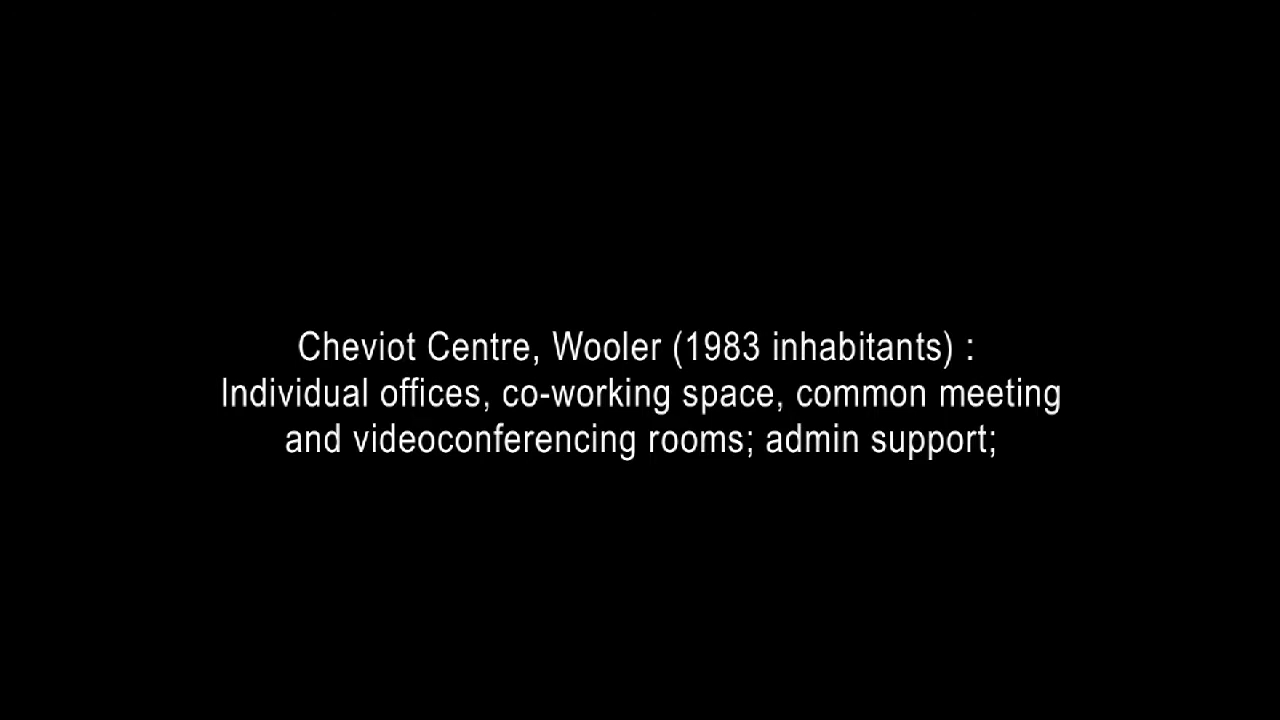 Cheviot Centre, Wooler (1983 inhabitants) :
Individual offices, co-working space, common meeting
and videoconferencing rooms; admin support;